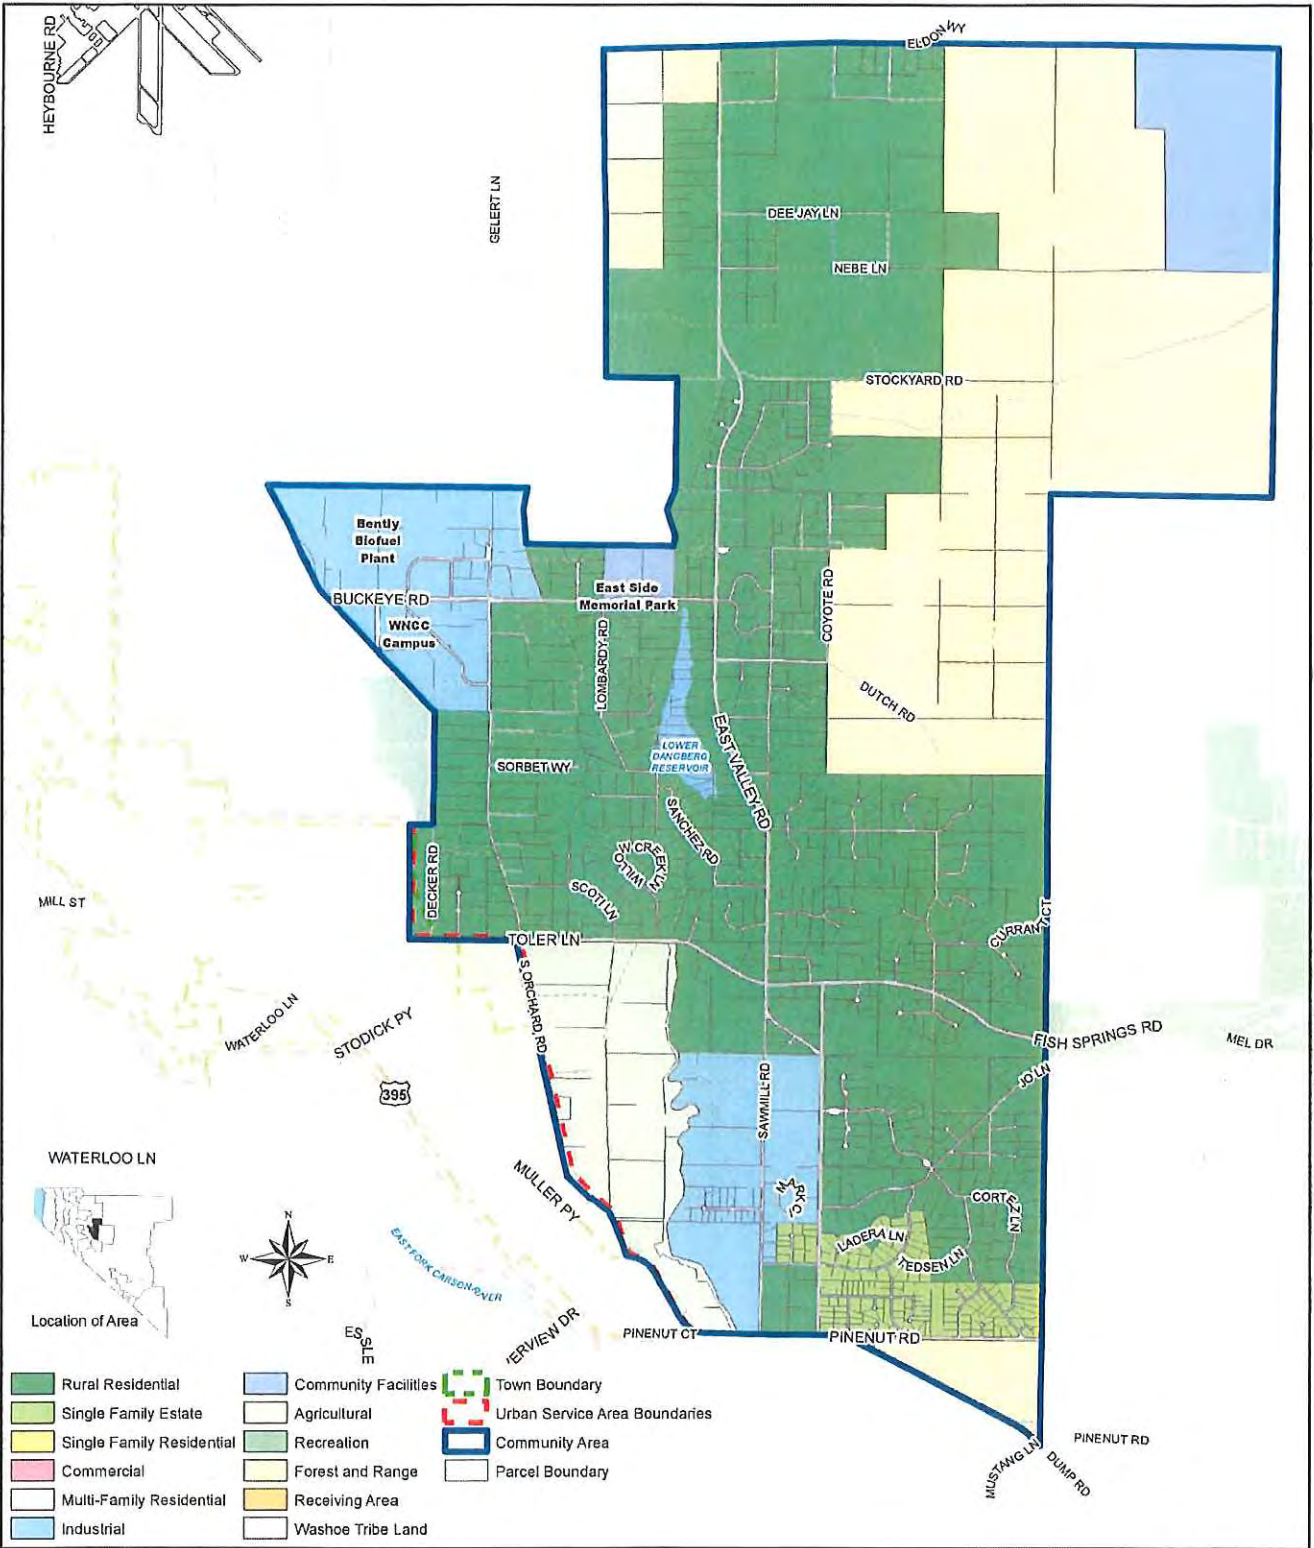 HEYBOURNE RD
ELDON WY
GELERT LN
DEE JAY LN
NEBE LN
STOCKYARD RD
Bently
Biofuel
Plant
BUCKEYE RD
East Side
Memorial Park
WNCC
Campus
LOMBARDY RD
COYOTE RD
DUTCH RD
EAST VALLEY RD
LOWER
DANGBERG
RESERVOIR
SORBET WY
SANCHEZ RD
WILLOW CREEK LN
SCOTI LN
DECKER RD
MILL ST
TOLER LN
CURRANT CT
S ORCHARD RD
WATERLOO LN
STODICK PY
FISH SPRINGS RD
MEL DR
JO LN
395
SAWMILL RD
WATERLOO LN
MULLER PY
MARK CI
CORTEZ LN
LADERA LN
TEDSEN LN
N
W
E
S
EAST FORK CARSON RIVER
Location of Area
ESSLE
ERVIEW DR
PINENUT CT
PINENUT RD
PINENUT RD
MUSTANG LN
DUMP RD
Rural Residential
Single Family Estate
Single Family Residential
Commercial
Multi-Family Residential
Industrial
Community Facilities
Agricultural
Recreation
Forest and Range
Receiving Area
Washoe Tribe Land
Town Boundary
Urban Service Area Boundaries
Community Area
Parcel Boundary